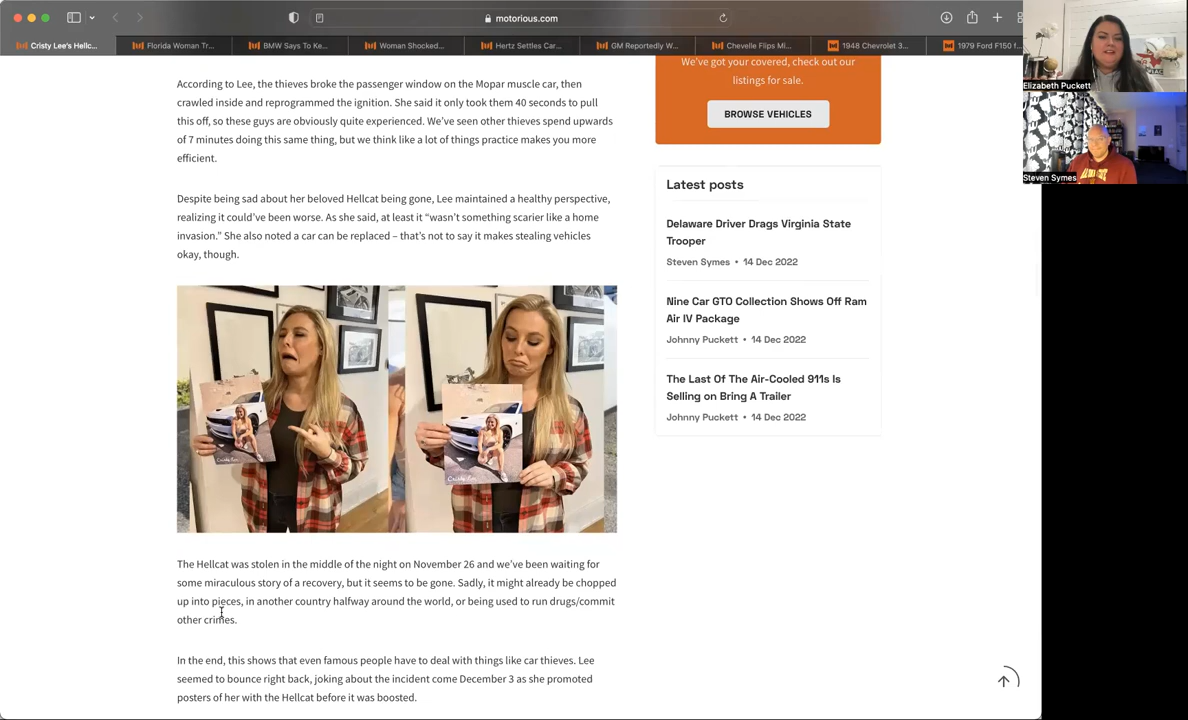 motorious.com
Cristy Lee's Hellc...
Florida Woman Tr...
BMW Says To Ke...
Woman Shocked...
Hertz Settles Car...
GM Reportedly W...
Chevelle Flips Mi...
1948 Chevrolet 3...
1979 Ford F150 f...
Elizabeth Puckett
Steven Symes
According to Lee, the thieves broke the passenger window on the Mopar muscle car, then
crawled inside and reprogrammed the ignition. She said it only took them 40 seconds to pull
this off, so these guys are obviously quite experienced. We've seen other thieves spend upwards
of 7 minutes doing this same thing, but we think like a lot of things practice makes you more
efficient.
Despite being sad about her beloved Hellcat being gone, Lee maintained a healthy perspective,
realizing it could've been worse. As she said, at least it “wasn't something scarier like a home
invasion.” She also noted a car can be replaced – that's not to say it makes stealing vehicles
okay, though.
The Hellcat was stolen in the middle of the night on November 26 and we've been waiting for
some miraculous story of a recovery, but it seems to be gone. Sadly, it might already be chopped
up into pieces, in another country halfway around the world, or being used to run drugs/commit
other crimes.
In the end, this shows that even famous people have to deal with things like car thieves. Lee
seemed to bounce right back, joking about the incident come December 3 as she promoted
posters of her with the Hellcat before it was boosted.
We've got your covered, check out our
listings for sale.
BROWSE VEHICLES
Latest posts
Delaware Driver Drags Virginia State
Trooper
Steven Symes • 14 Dec 2022
Nine Car GTO Collection Shows Off Ram
Air IV Package
Johnny Puckett • 14 Dec 2022
The Last Of The Air-Cooled 911s Is
Selling on Bring A Trailer
Johnny Puckett • 14 Dec 2022